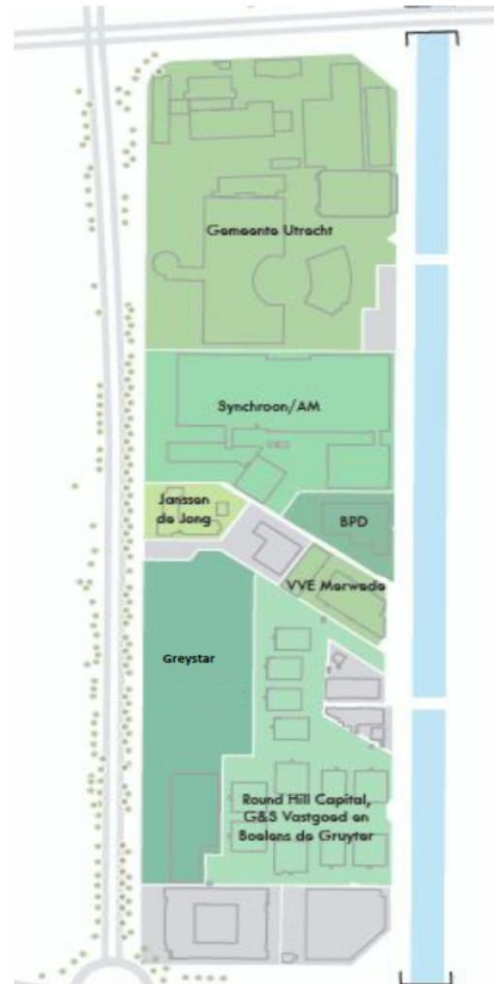 Gemeente Utrecht
Synchroon/AM
Janssen
de Jong
BPD
VVE Merwede
Greystar
Round Hill Capital,
G&S Vastgoed en
Boelens de Gruyter